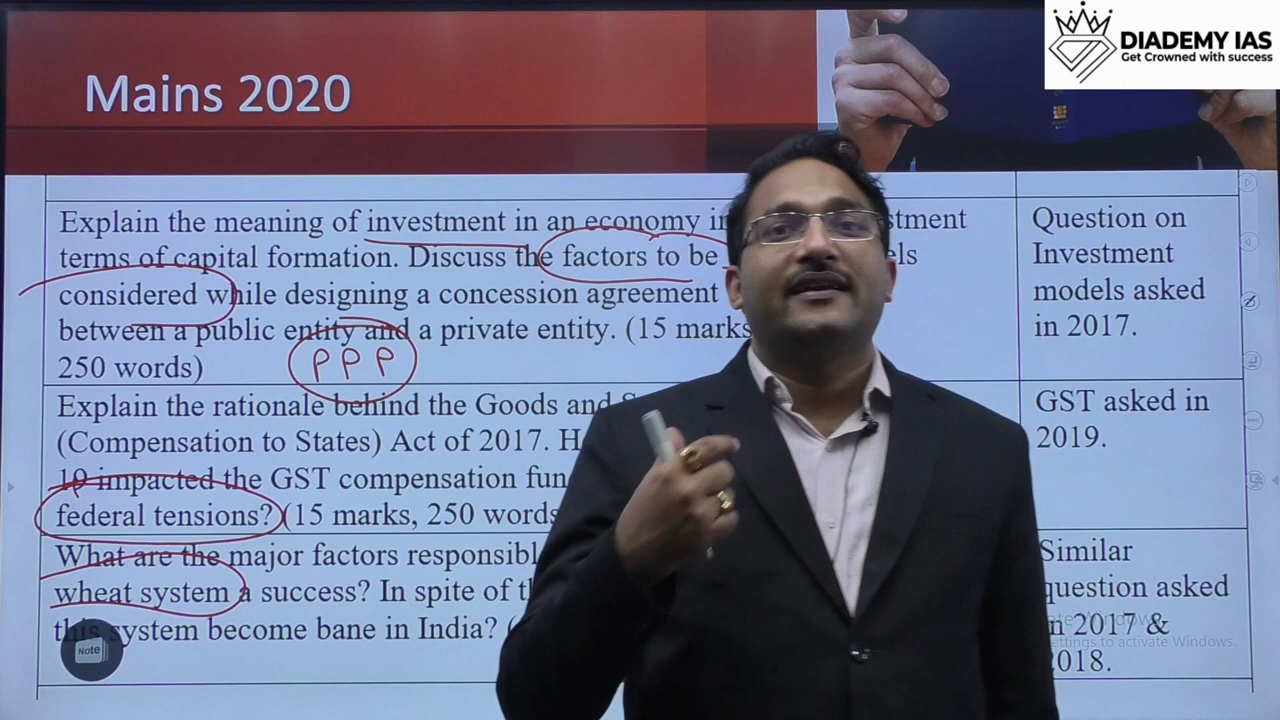 DIADEMY IAS
Get Crowned with success
Mains 2020
Explain the meaning of investment in an economy in
terms of capital formation. Discuss the factors to be
considered while designing a concession agreement
between a public entity and a private entity. (15 marks
250 words)
PPP
Question on
Investment
models asked
in 2017.
Explain the rationale behind the Goods and
(Compensation to States) Act of 2017.
19 impacted the GST compensation
federal tensions? (15 marks, 250 words
GST asked in
2019.
What are the major factors
wheat system a success? In spite of
this system become bane in India? (
Similar
question asked
in 2017 &
2018.
Note